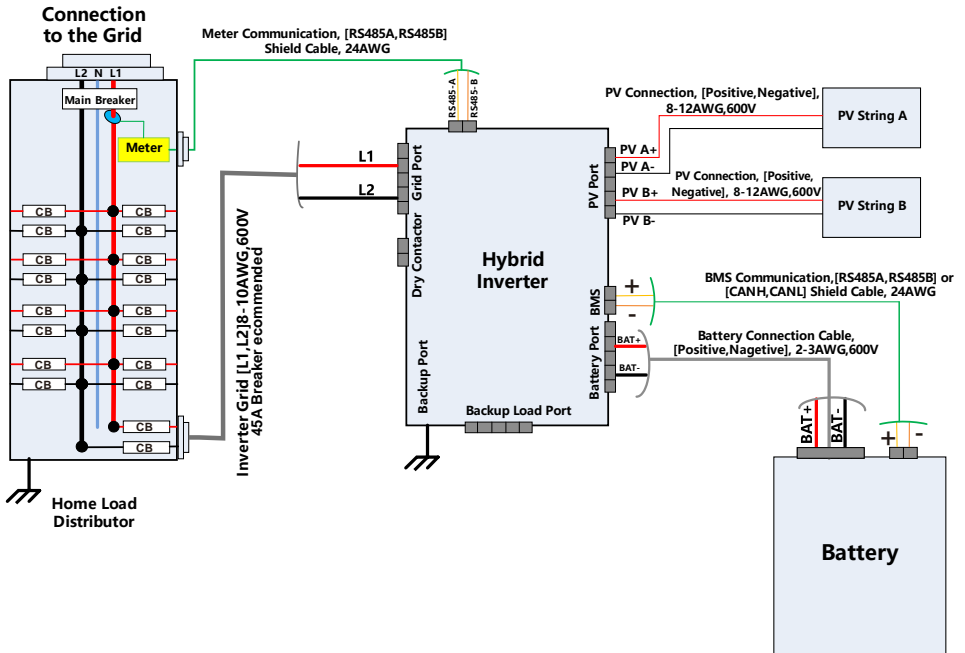 Connection
to the Grid
L2 N L1
Main Breaker
Meter
CB CB
CB CB
CB CB
CB CB
CB CB
CB CB
CB CB
CB CB
CB
CB
Home Load
Distributor
Meter Communication, [RS485A,RS485B]
Shield Cable, 24AWG
RS485-A
RS485-B
L1
L2
Inverter Grid [L1,L2]8-10AWG,600V
45A Breaker ecommended
Grid Port
Dry Contactor
Backup Port
Backup Load Port
Hybrid
Inverter
PV Port
BMS
Battery Port
PV A+
PV A-
PV B+
PV B-
PV Connection, [Positive,Negative],
8-12AWG,600V
PV String A
PV Connection, [Positive,
Negative], 8-12AWG,600V
PV String B
+
-
BMS Communication,[RS485A,RS485B] or
[CANH,CANL] Shield Cable, 24AWG
BAT+
BAT-
Battery Connection Cable,
[Positive,Nagetive], 2-3AWG,600V
BAT+
BAT-
+ -
Battery